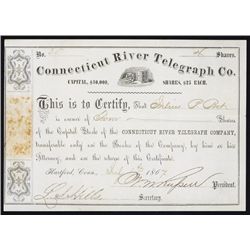 No. Shares.
Connecticut River Telegraph Co.
CAPITAL, $50,000. SHARES, $25 EACH.
This is to Certify, That
is owner of Four Shares
of the Capital Stock of the CONNECTICUT RIVER TELEGRAPH COMPANY,
transferable only on the Books of the Company, by him or his
Attorney, and on the return of this Certificate.
Hartford, Conn. 1867
President.
Secretary.